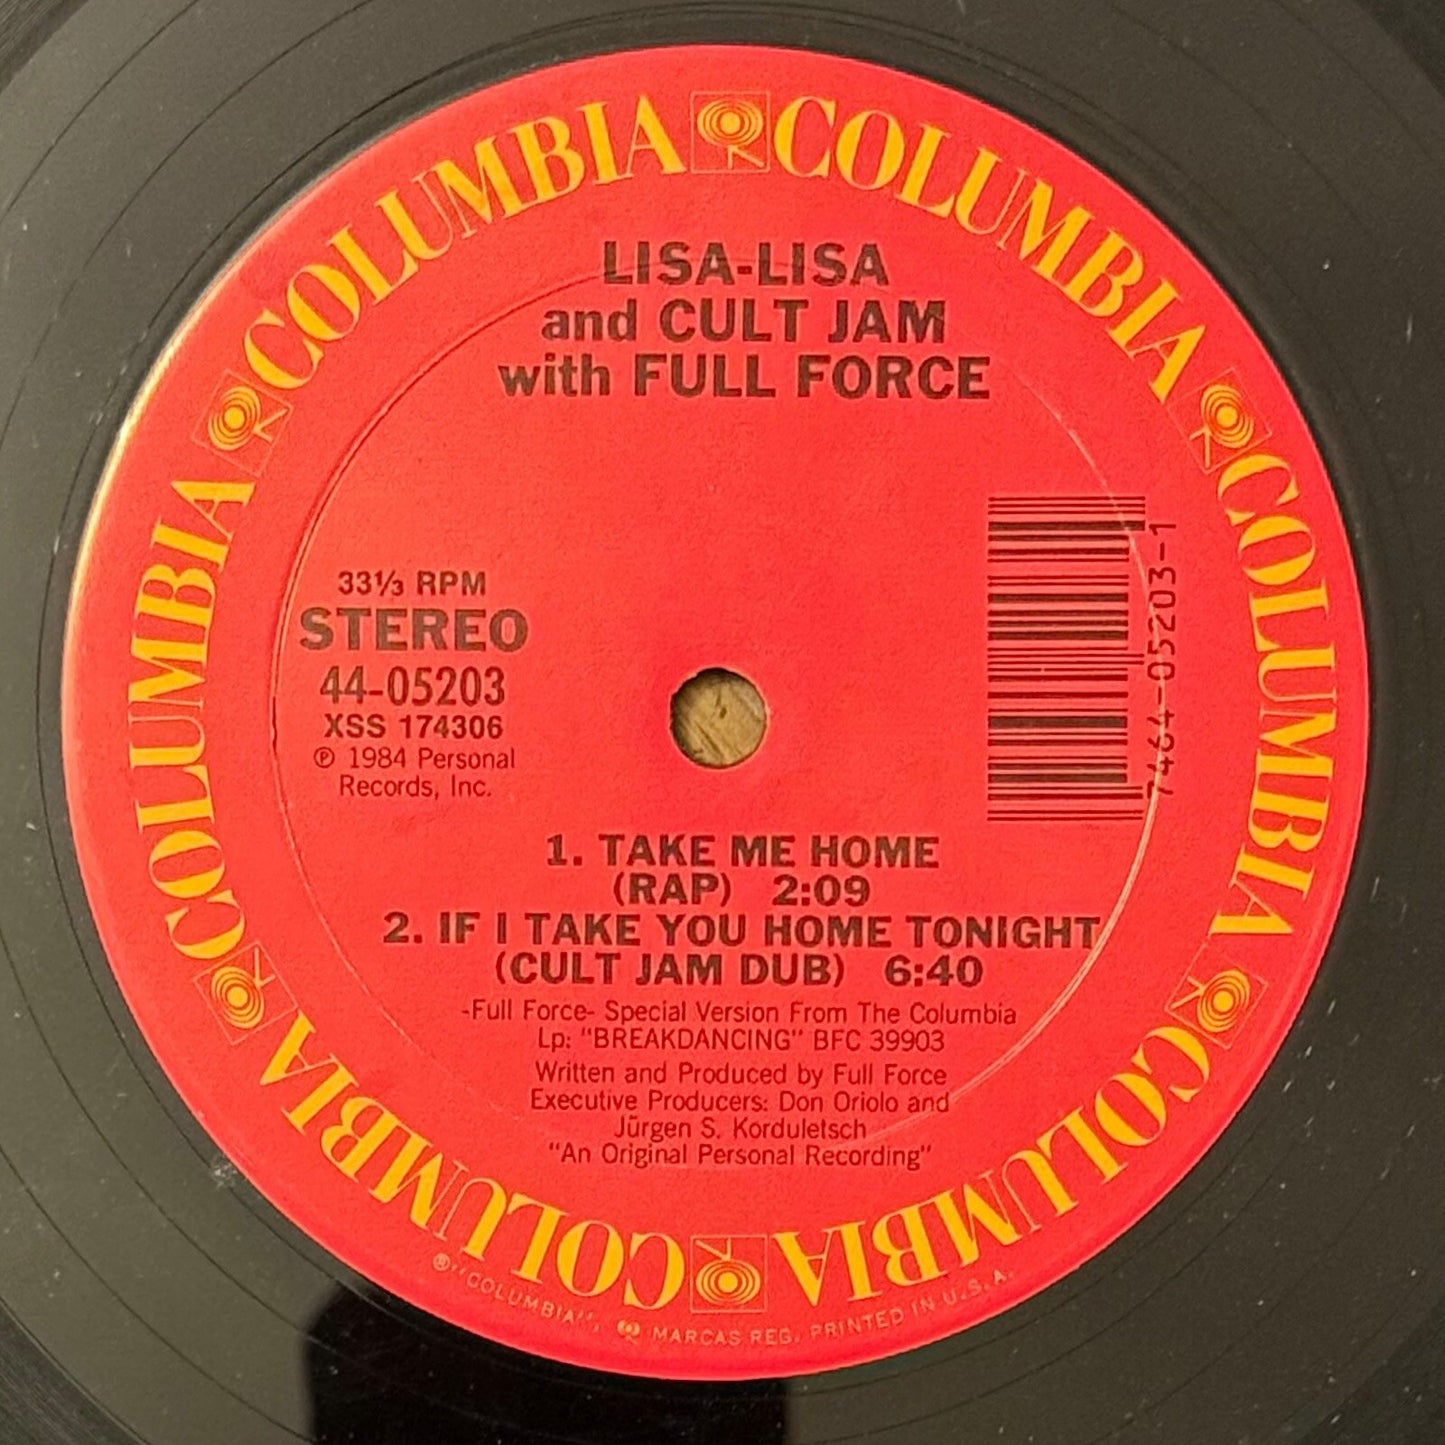 COLUMBIA COLUMBIA COLUMBIA COLUMBIA COLUMBIA COLUMBIA
LISA-LISA
and CULT JAM
with FULL FORCE
33⅓ RPM
STEREO
44-05203
XSS 174306
℗ 1984 Personal
Records, Inc.
7464-05203-1
1. TAKE ME HOME
(RAP) 2:09
2. IF I TAKE YOU HOME TONIGHT
(CULT JAM DUB) 6:40
-Full Force- Special Version From The Columbia
Lp: "BREAKDANCING" BFC 39903
Written and Produced by Full Force
Executive Producers: Don Oriolo and
Jürgen S. Korduletsch
"An Original Personal Recording"
®"COLUMBIA", MARCAS REG. PRINTED IN U.S.A.